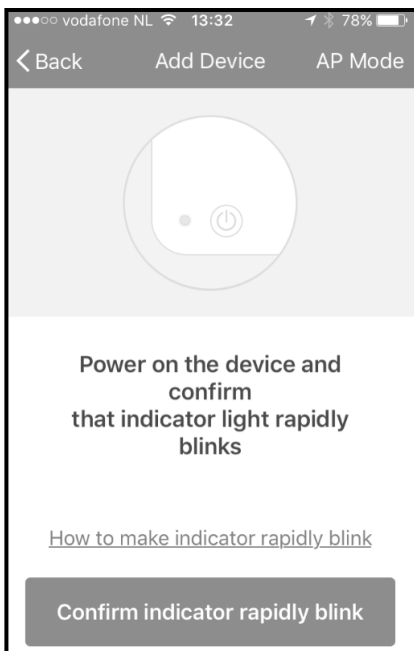 vodafone NL 13:32 78%
Back Add Device AP Mode
Power on the device and
confirm
that indicator light rapidly
blinks
How to make indicator rapidly blink
Confirm indicator rapidly blink